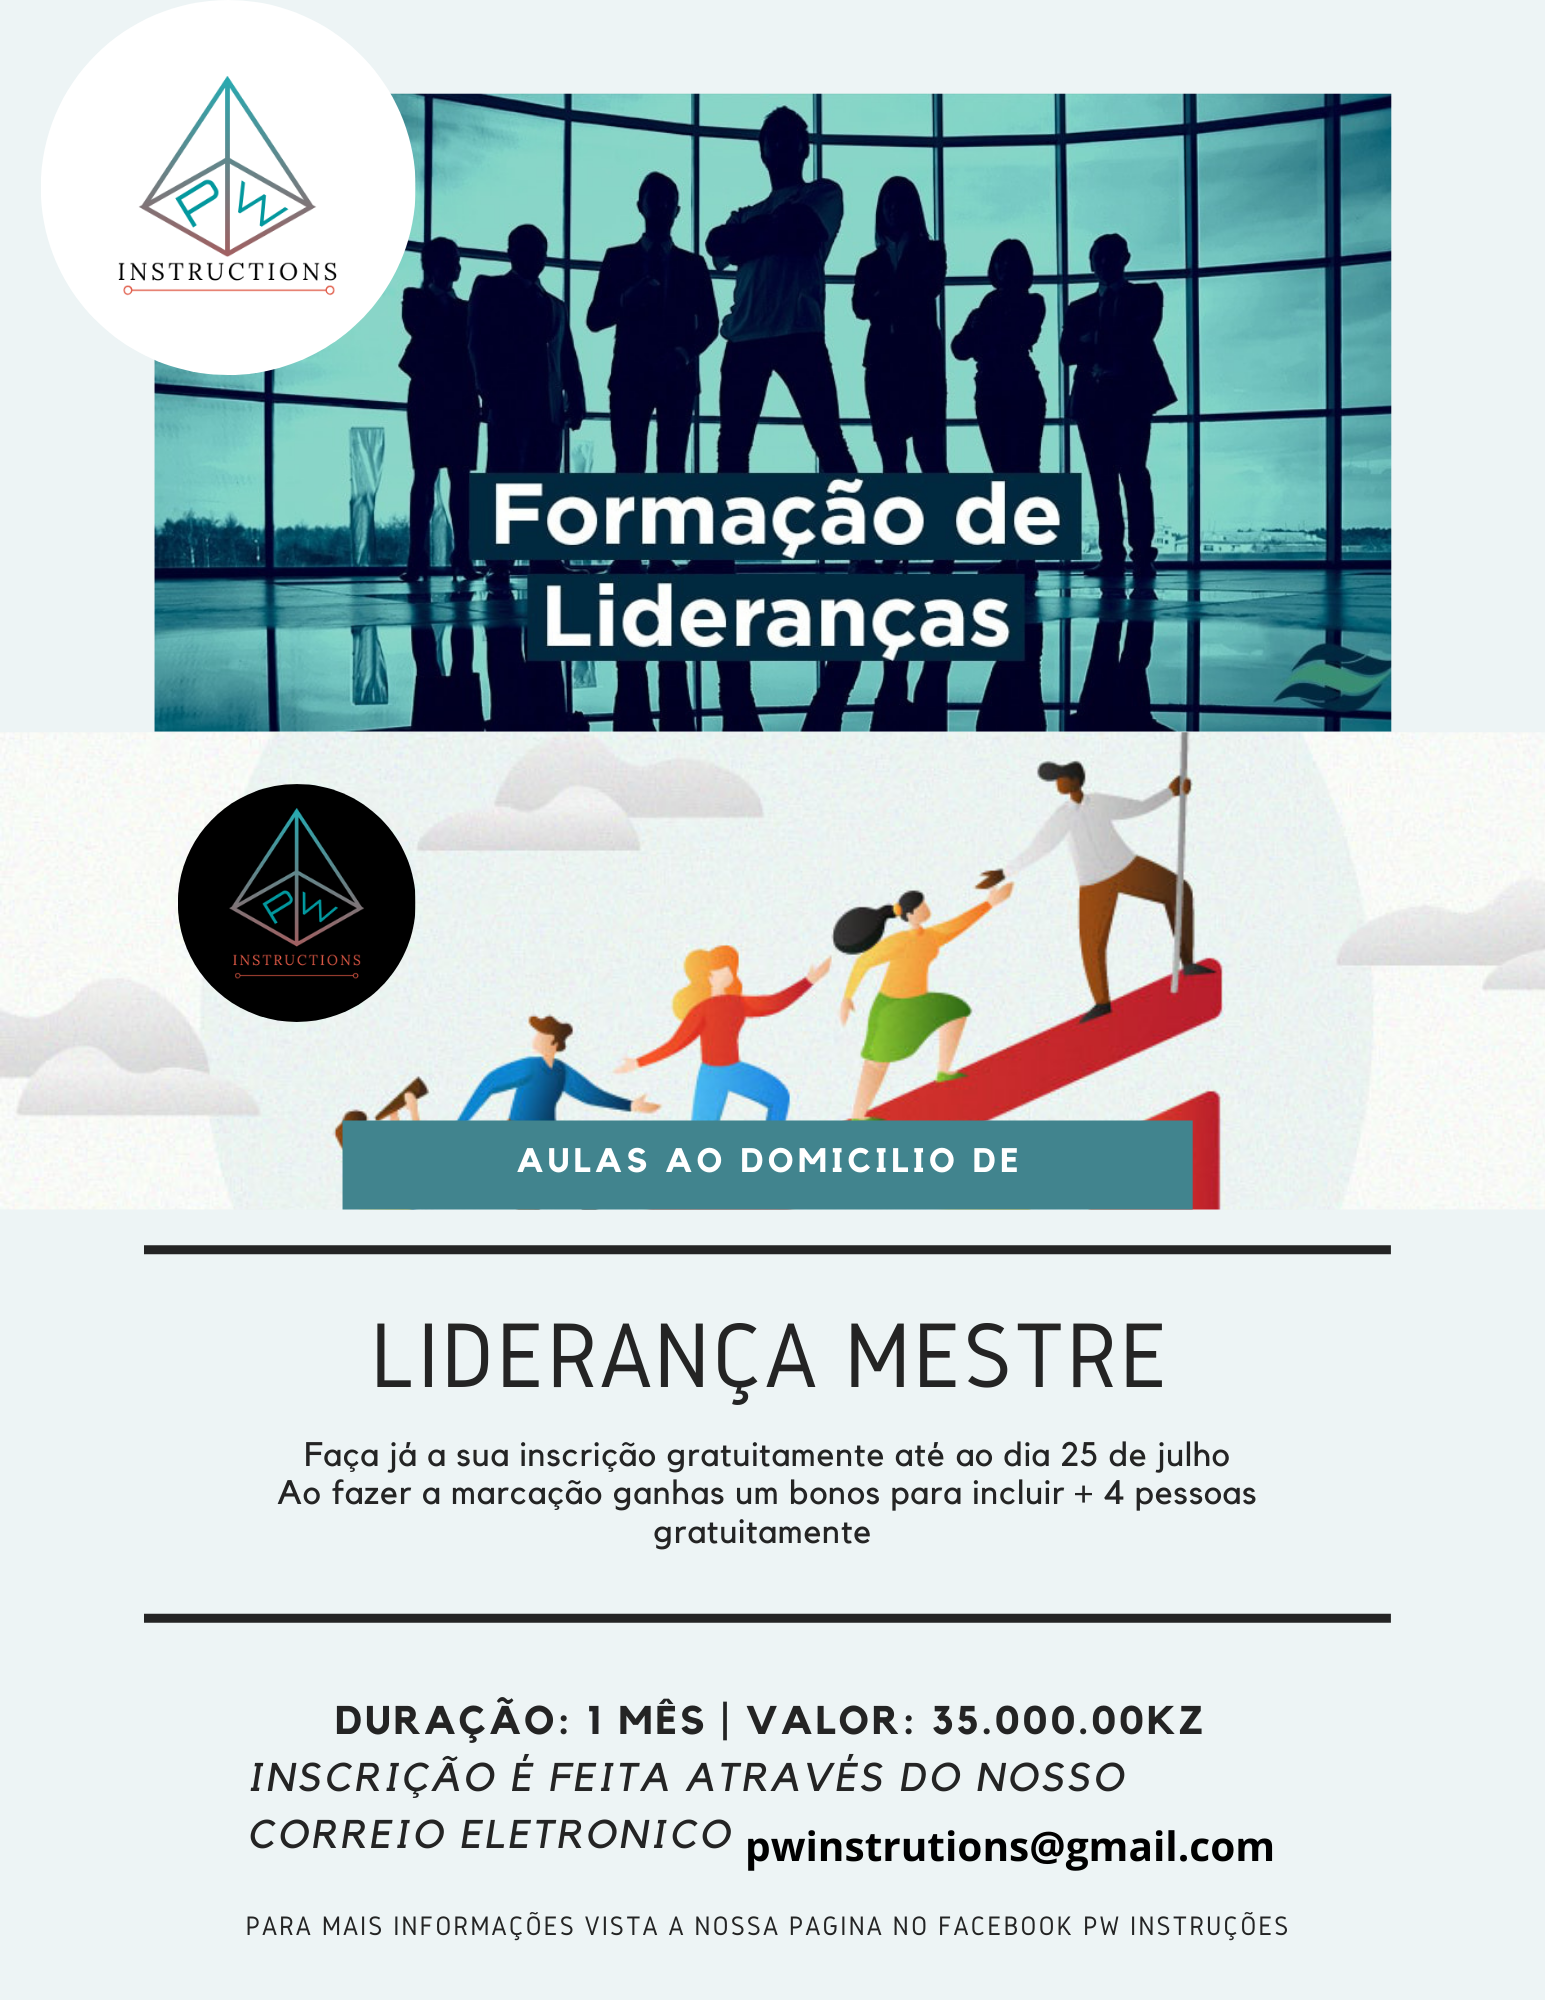 PW
INSTRUCTIONS
Formação de
Lideranças
PW
INSTRUCTIONS
AULAS AO DOMICILIO DE
LIDERANÇA MESTRE
Faça já a sua inscrição gratuitamente até ao dia 25 de julho
Ao fazer a marcação ganhas um bonos para incluir + 4 pessoas
gratuitamente
DURAÇÃO: 1 MÊS | VALOR: 35.000.00KZ
INSCRIÇÃO É FEITA ATRAVÉS DO NOSSO
CORREIO ELETRONICO pwinstrutions@gmail.com
PARA MAIS INFORMAÇÕES VISTA A NOSSA PAGINA NO FACEBOOK PW INSTRUÇÕES